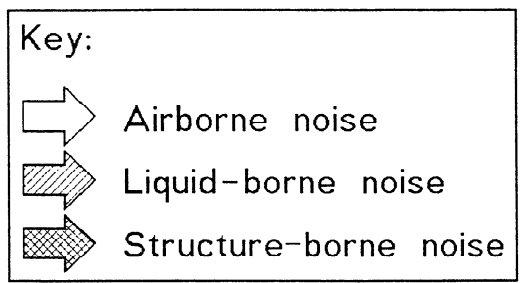 Key:
Airborne noise
Liquid-borne noise
Structure-borne noise